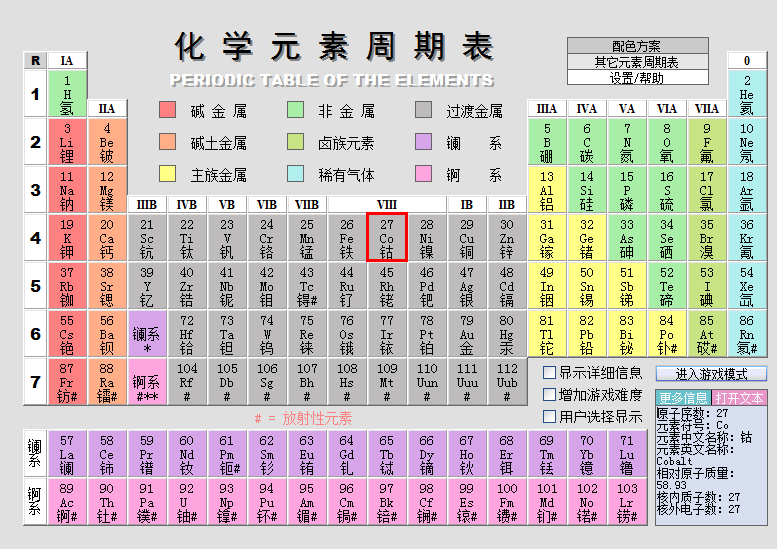 化学元素周期表
PERIODIC TABLE OF THE ELEMENTS
配色方案
其它元素周期表
设置/帮助
R IA 0
1 1 H 氢 2 He 氦
IIA IIIA IVA VA VIA VIIA
碱金属 非金属 过渡金属
碱土金属 卤族元素 镧系
主族金属 稀有气体 锕系
2 3 Li 锂 4 Be 铍 5 B 硼 6 C 碳 7 N 氮 8 O 氧 9 F 氟 10 Ne 氖
3 11 Na 钠 12 Mg 镁 13 Al 铝 14 Si 硅 15 P 磷 16 S 硫 17 Cl 氯 18 Ar 氩
IIIB IVB VB VIB VIIB VIII IB IIB
4 19 K 钾 20 Ca 钙 21 Sc 钪 22 Ti 钛 23 V 钒 24 Cr 铬 25 Mn 锰 26 Fe 铁 27 Co 钴 28 Ni 镍 29 Cu 铜 30 Zn 锌 31 Ga 镓 32 Ge 锗 33 As 砷 34 Se 硒 35 Br 溴 36 Kr 氪
5 37 Rb 铷 38 Sr 锶 39 Y 钇 40 Zr 锆 41 Nb 铌 42 Mo 钼 43 Tc 锝# 44 Ru 钌 45 Rh 铑 46 Pd 钯 47 Ag 银 48 Cd 镉 49 In 铟 50 Sn 锡 51 Sb 锑 52 Te 碲 53 I 碘 54 Xe 氙
6 55 Cs 铯 56 Ba 钡 镧系 * 72 Hf 铪 73 Ta 钽 74 W 钨 75 Re 铼 76 Os 锇 77 Ir 铱 78 Pt 铂 79 Au 金 80 Hg 汞 81 Tl 铊 82 Pb 铅 83 Bi 铋 84 Po 钋# 85 At 砹# 86 Rn 氡#
7 87 Fr 钫# 88 Ra 镭# 锕系 #** 104 Rf # 105 Db # 106 Sg # 107 Bh # 108 Hs # 109 Mt # 110 Uun # 111 Uuu # 112 Uub #
# = 放射性元素
显示详细信息
增加游戏难度
用户选择显示
镧系 57 La 镧 58 Ce 铈 59 Pr 镨 60 Nd 钕 61 Pm 钷# 62 Sm 钐 63 Eu 铕 64 Gd 钆 65 Tb 铽 66 Dy 镝 67 Ho 钬 68 Er 铒 69 Tm 铥 70 Yb 镱 71 Lu 镥
锕系 89 Ac 锕# 90 Th 钍# 91 Pa 镤# 92 U 铀# 93 Np 镎# 94 Pu 钚# 95 Am 镅# 96 Cm 锔# 97 Bk 锫# 98 Cf 锎# 99 Es 锿# 100 Fm 镄# 101 Md 钔# 102 No 锘# 103 Lr 铹#
进入游戏模式
更多信息 打开文本
原子序数: 27
元素符号: Co
元素中文名称: 钴
元素英文名称:
Cobalt
相对原子质量:
58.93
核内质子数: 27
核外电子数: 27